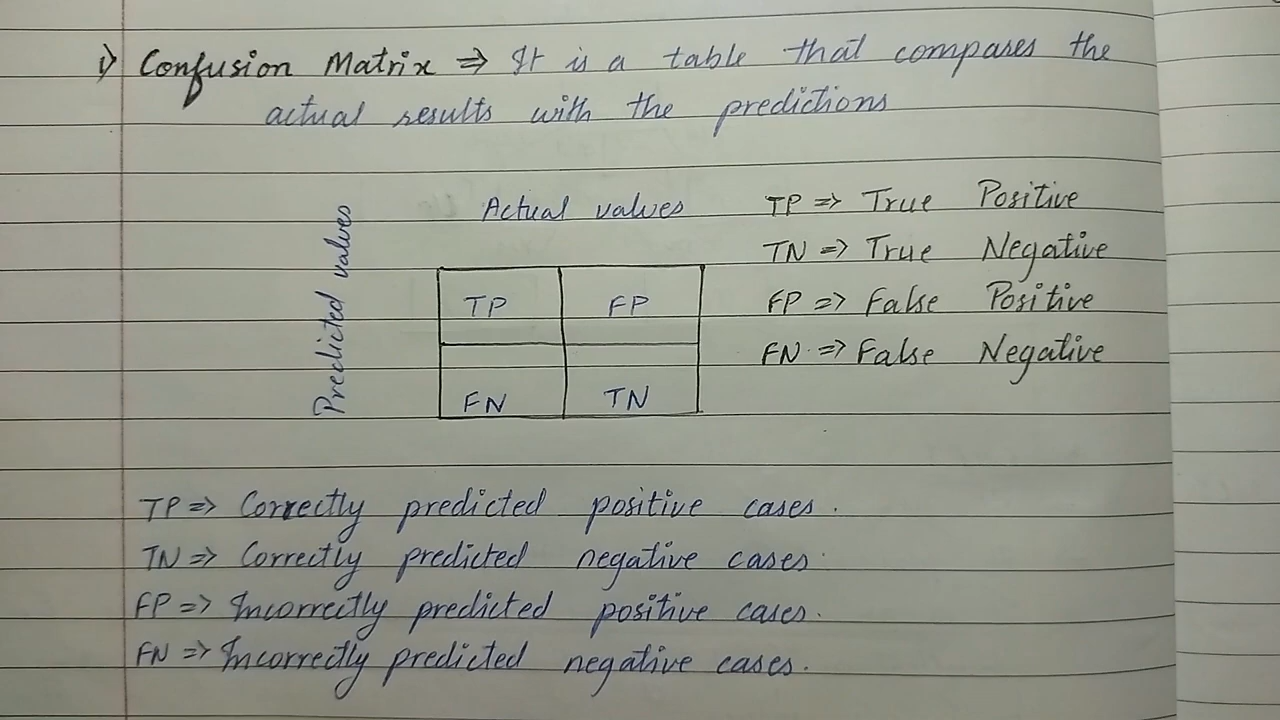 i) Confusion Matrix ⇒ It is a table that compares the
actual results with the predictions
Predicted values
Actual values
TP FP
FN TN
TP => True Positive
TN => True Negative
FP => False Positive
FN => False Negative
TP => Correctly predicted positive cases.
TN => Correctly predicted negative cases.
FP => Incorrectly predicted positive cases.
FN => Incorrectly predicted negative cases.